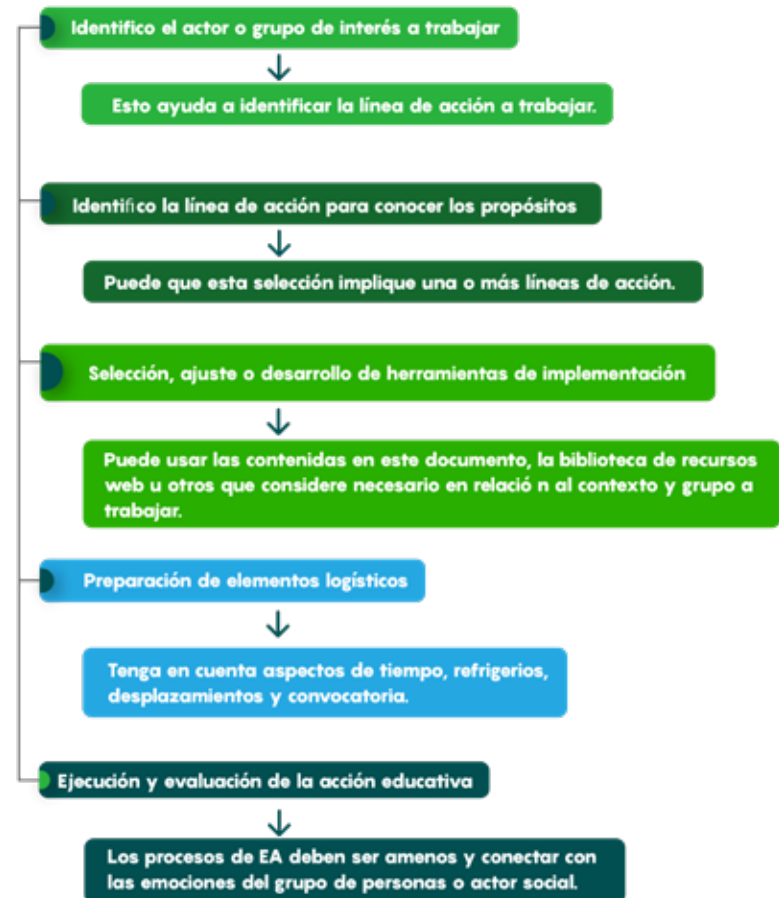 Identifico el actor o grupo de interés a trabajar
Esto ayuda a identificar la línea de acción a trabajar.
Identifico la línea de acción para conocer los propósitos
Puede que esta selección implique una o más líneas de acción.
Selección, ajuste o desarrollo de herramientas de implementación
Puede usar las contenidas en este documento, la biblioteca de recursos
web u otros que considere necesario en relació n al contexto y grupo a
trabajar.
Preparación de elementos logísticos
Tenga en cuenta aspectos de tiempo, refrigerios,
desplazamientos y convocatoria.
Ejecución y evaluación de la acción educativa
Los procesos de EA deben ser amenos y conectar con
las emociones del grupo de personas o actor social.